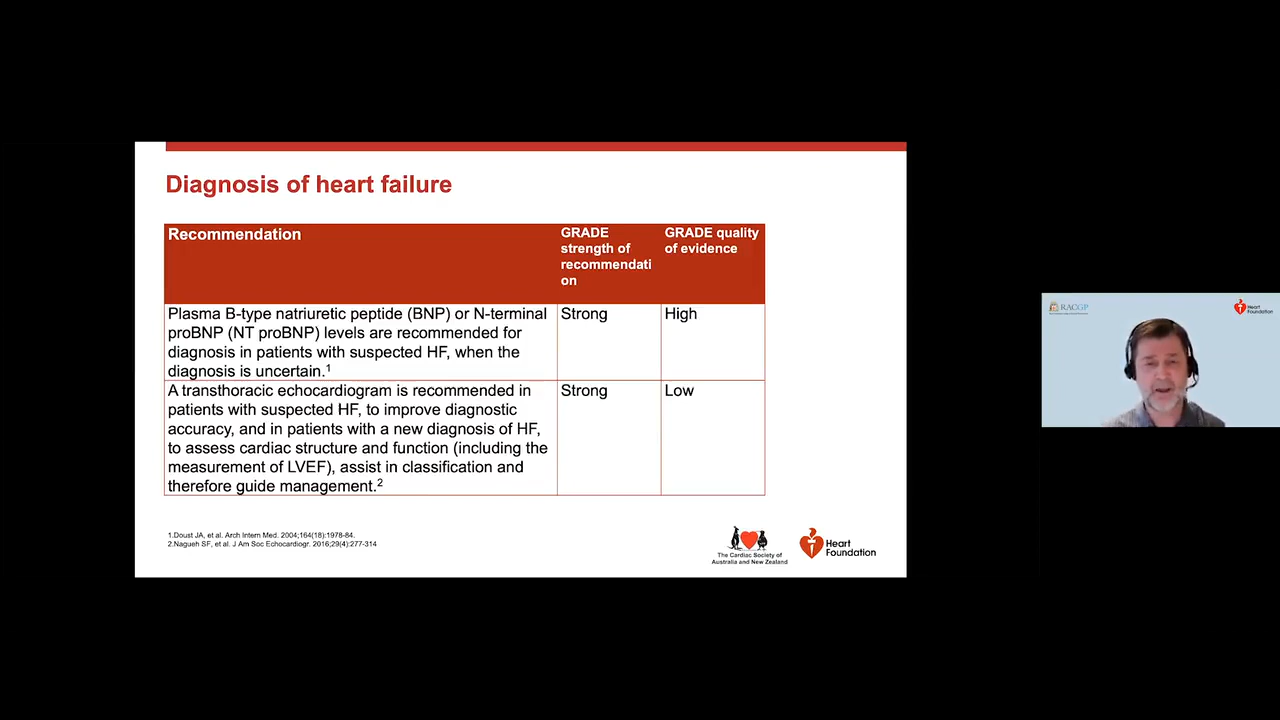 Diagnosis of heart failure
Recommendation
GRADE
strength of
recommendati
on
GRADE quality
of evidence
Plasma B-type natriuretic peptide (BNP) or N-terminal
proBNP (NT proBNP) levels are recommended for
diagnosis in patients with suspected HF, when the
diagnosis is uncertain.¹
Strong
High
A transthoracic echocardiogram is recommended in
patients with suspected HF, to improve diagnostic
accuracy, and in patients with a new diagnosis of HF,
to assess cardiac structure and function (including the
measurement of LVEF), assist in classification and
therefore guide management.²
Strong
Low
1.Doust JA, et al. Arch Intern Med. 2004;164(18):1978-84.
2.Nagueh SF, et al. J Am Soc Echocardiogr. 2016;29(4):277-314
The Cardiac Society of
Australia and New Zealand
Heart
Foundation
RACGP
Heart
Foundation